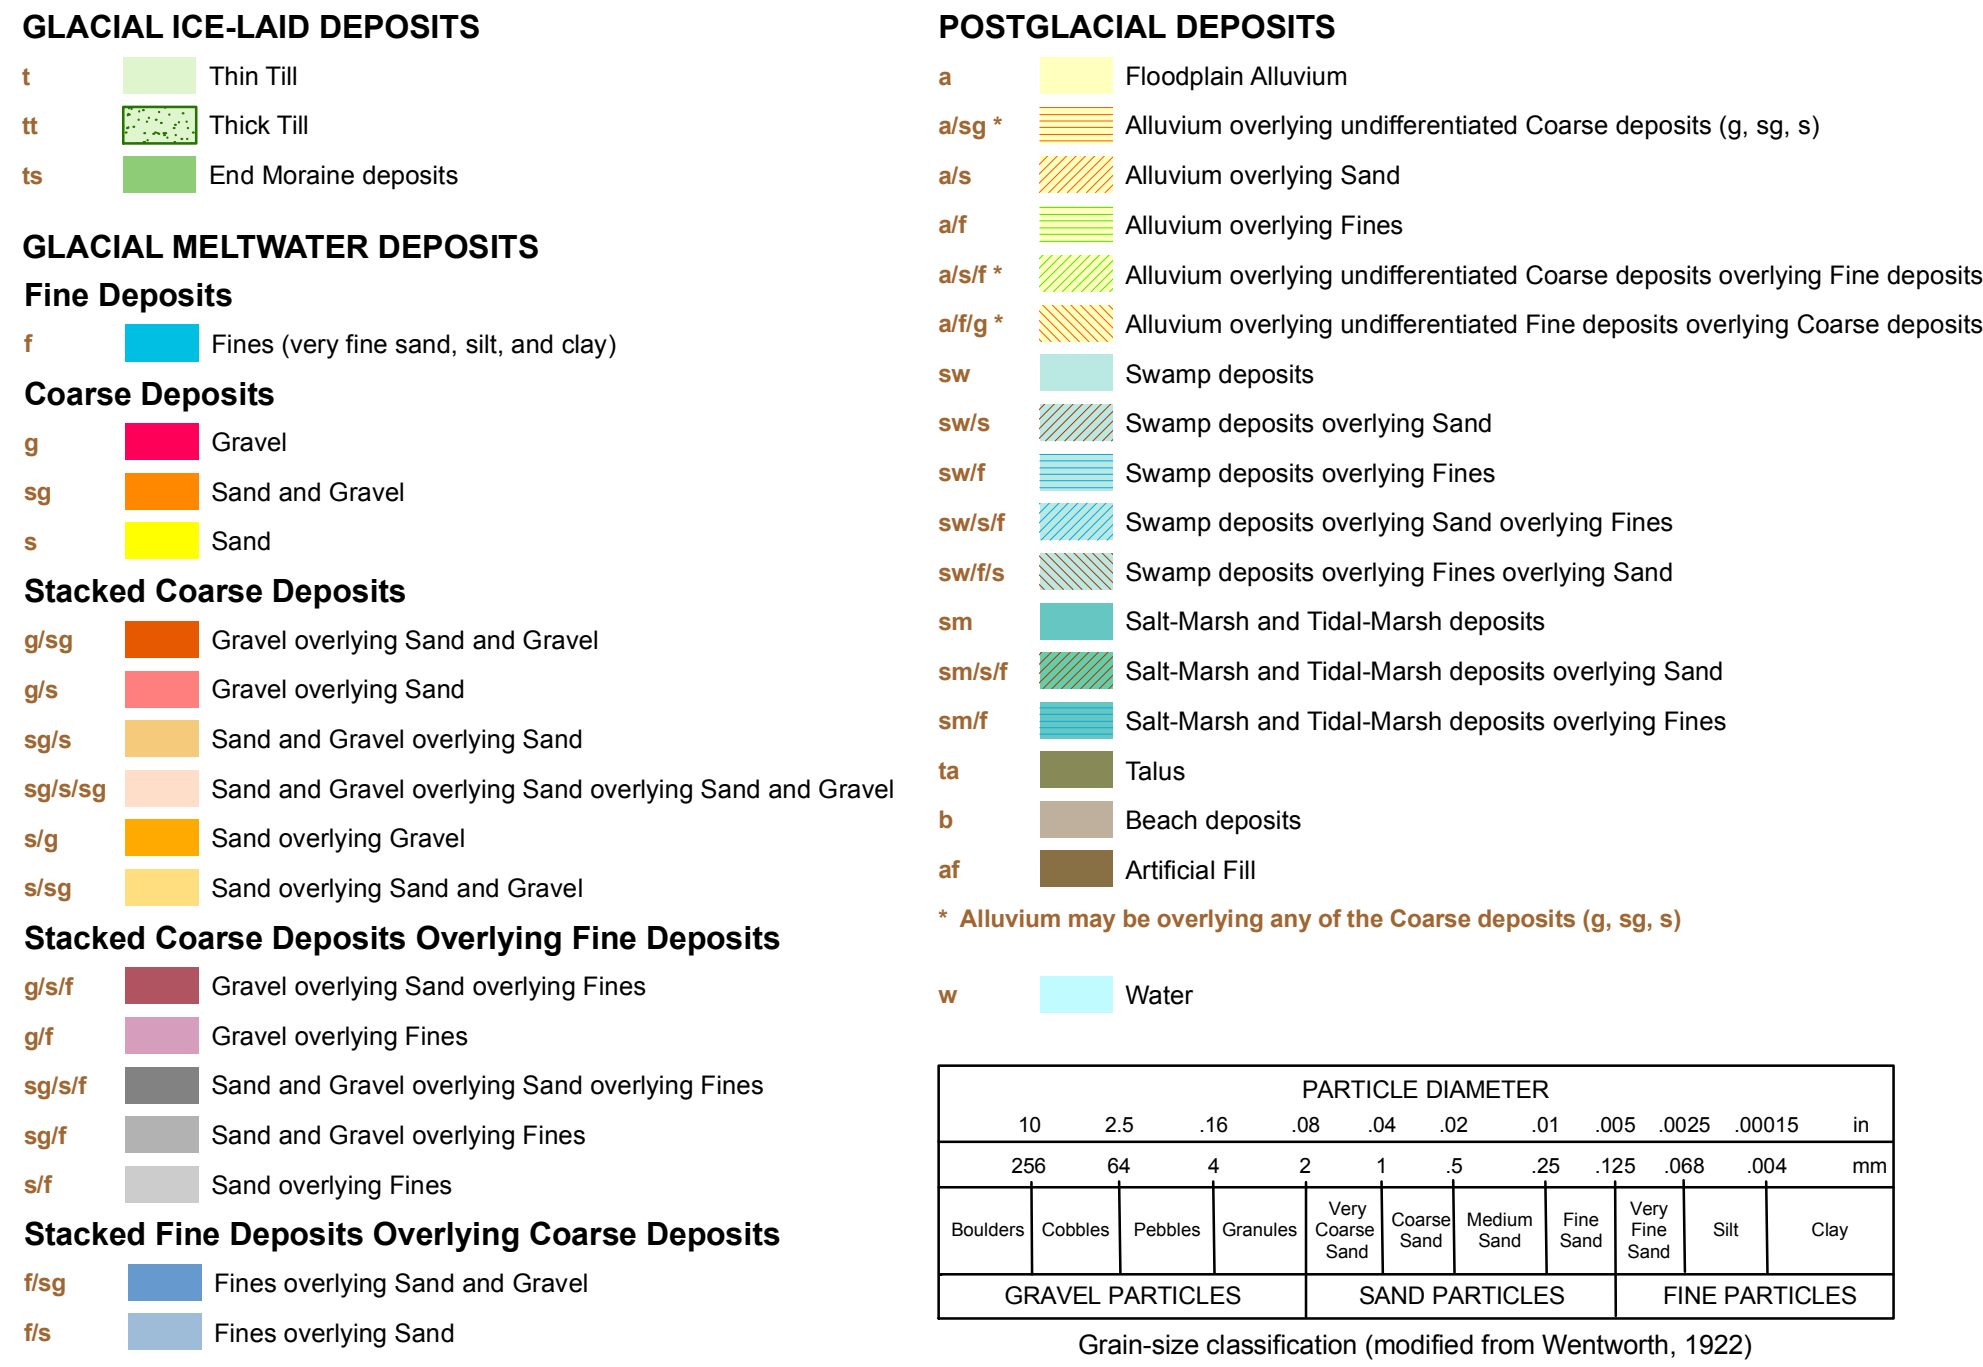 GLACIAL ICE-LAID DEPOSITS
t Thin Till
tt Thick Till
ts End Moraine deposits
GLACIAL MELTWATER DEPOSITS
Fine Deposits
f Fines (very fine sand, silt, and clay)
Coarse Deposits
g Gravel
sg Sand and Gravel
s Sand
Stacked Coarse Deposits
g/sg Gravel overlying Sand and Gravel
g/s Gravel overlying Sand
sg/s Sand and Gravel overlying Sand
sg/s/sg Sand and Gravel overlying Sand overlying Sand and Gravel
s/g Sand overlying Gravel
s/sg Sand overlying Sand and Gravel
Stacked Coarse Deposits Overlying Fine Deposits
g/s/f Gravel overlying Sand overlying Fines
g/f Gravel overlying Fines
sg/s/f Sand and Gravel overlying Sand overlying Fines
sg/f Sand and Gravel overlying Fines
s/f Sand overlying Fines
Stacked Fine Deposits Overlying Coarse Deposits
f/sg Fines overlying Sand and Gravel
f/s Fines overlying Sand
POSTGLACIAL DEPOSITS
a Floodplain Alluvium
a/sg * Alluvium overlying undifferentiated Coarse deposits (g, sg, s)
a/s Alluvium overlying Sand
a/f Alluvium overlying Fines
a/s/f * Alluvium overlying undifferentiated Coarse deposits overlying Fine deposits
a/f/g * Alluvium overlying undifferentiated Fine deposits overlying Coarse deposits
sw Swamp deposits
sw/s Swamp deposits overlying Sand
sw/f Swamp deposits overlying Fines
sw/s/f Swamp deposits overlying Sand overlying Fines
sw/f/s Swamp deposits overlying Fines overlying Sand
sm Salt-Marsh and Tidal-Marsh deposits
sm/s/f Salt-Marsh and Tidal-Marsh deposits overlying Sand
sm/f Salt-Marsh and Tidal-Marsh deposits overlying Fines
ta Talus
b Beach deposits
af Artificial Fill
* Alluvium may be overlying any of the Coarse deposits (g, sg, s)
w Water
PARTICLE DIAMETER
10 2.5 .16 .08 .04 .02 .01 .005 .0025 .00015 in
256 64 4 2 1 .5 .25 .125 .068 .004 mm
Boulders Cobbles Pebbles Granules Very Coarse Sand Coarse Sand Medium Sand Fine Sand Very Fine Sand Silt Clay
GRAVEL PARTICLES SAND PARTICLES FINE PARTICLES
Grain-size classification (modified from Wentworth, 1922)